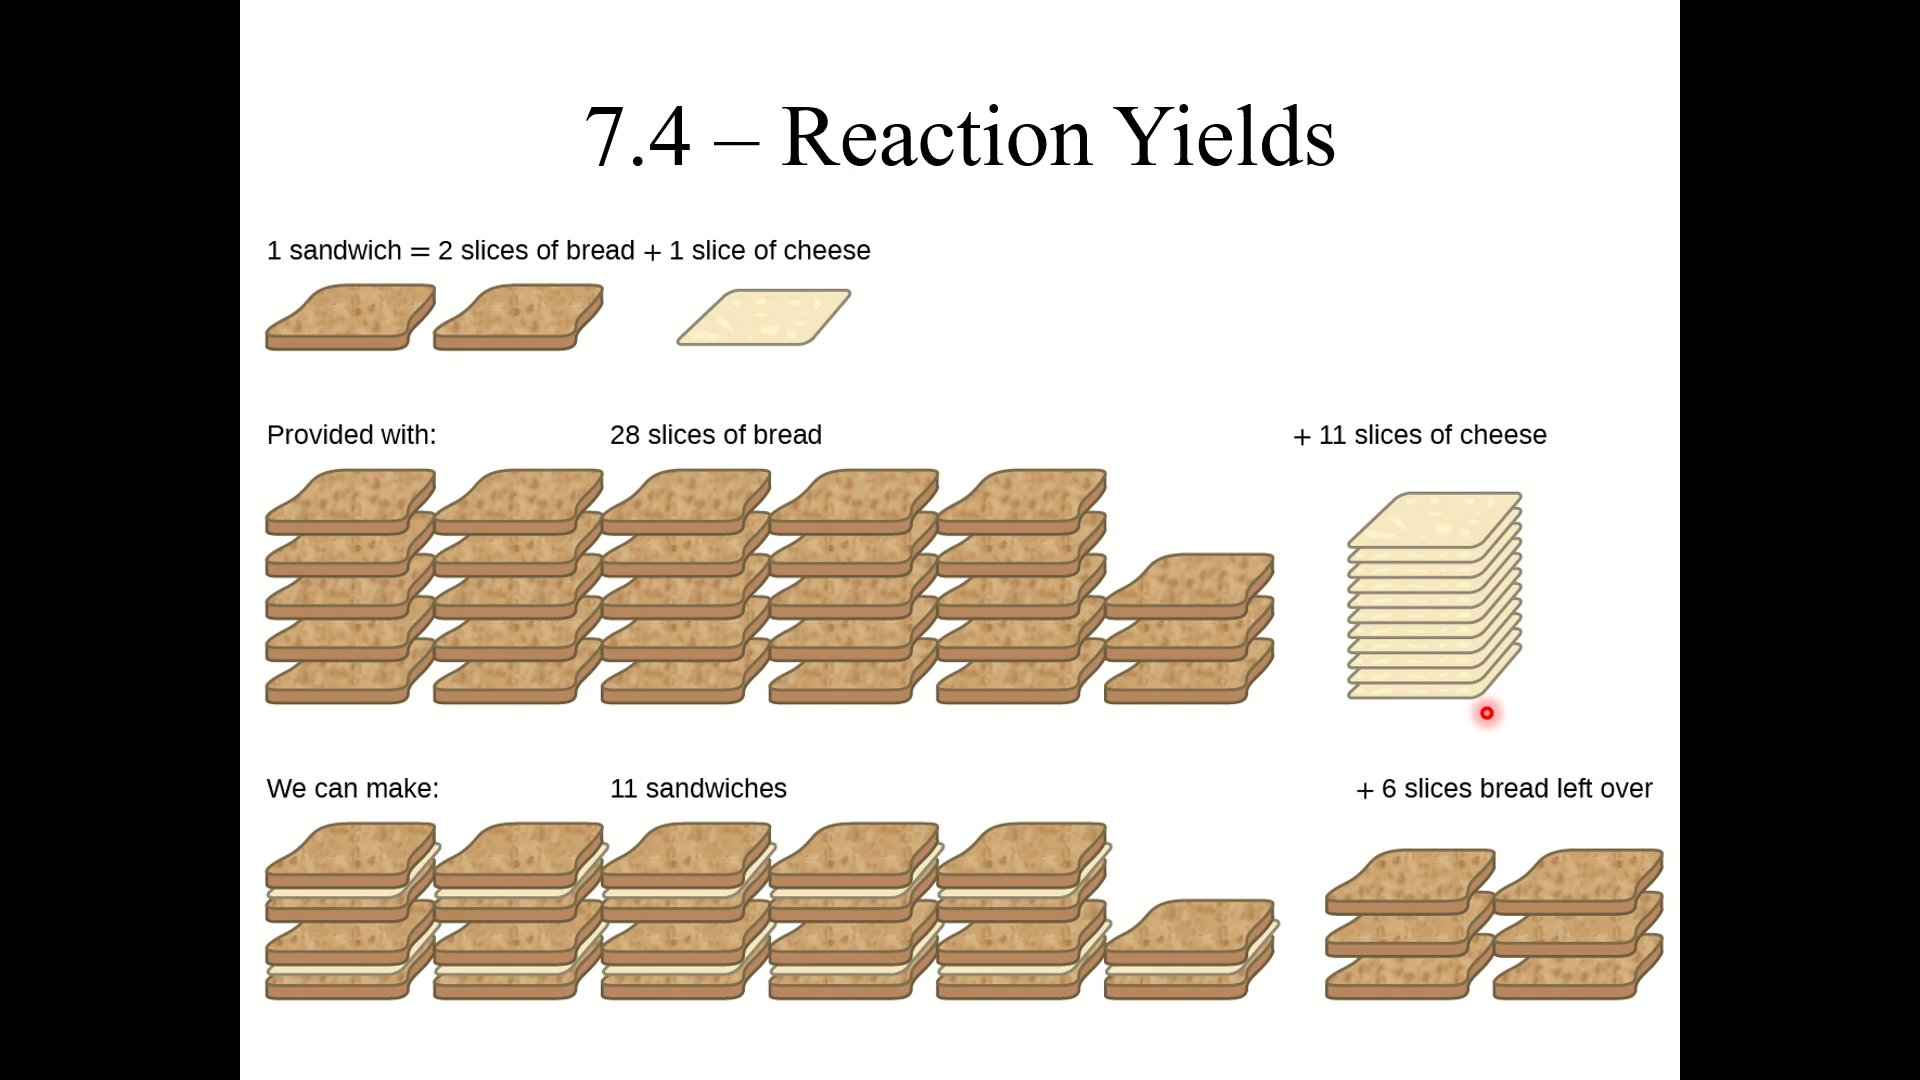 7.4 – Reaction Yields
1 sandwich = 2 slices of bread + 1 slice of cheese
Provided with: 28 slices of bread + 11 slices of cheese
We can make: 11 sandwiches + 6 slices bread left over